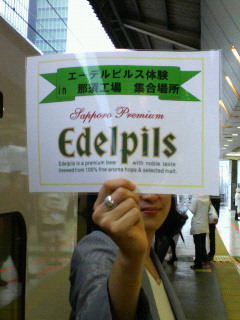 エーデルピルス体験
in 那須工場 集合場所
Sapporo Premium
Edelpils
Edelpils is a premium beer with noble taste
brewed from 100% fine aroma hops & selected malt.